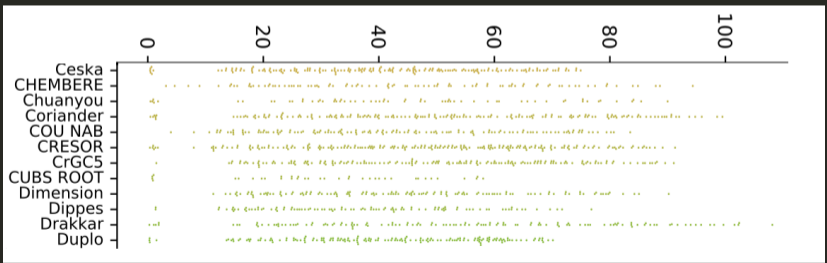 0 20 40 60 80 100
Ceska
CHEMBERE
Chuanyou
Coriander
COU NAB
CRESOR
CrGC5
CUBS ROOT
Dimension
Dippes
Drakkar
Duplo